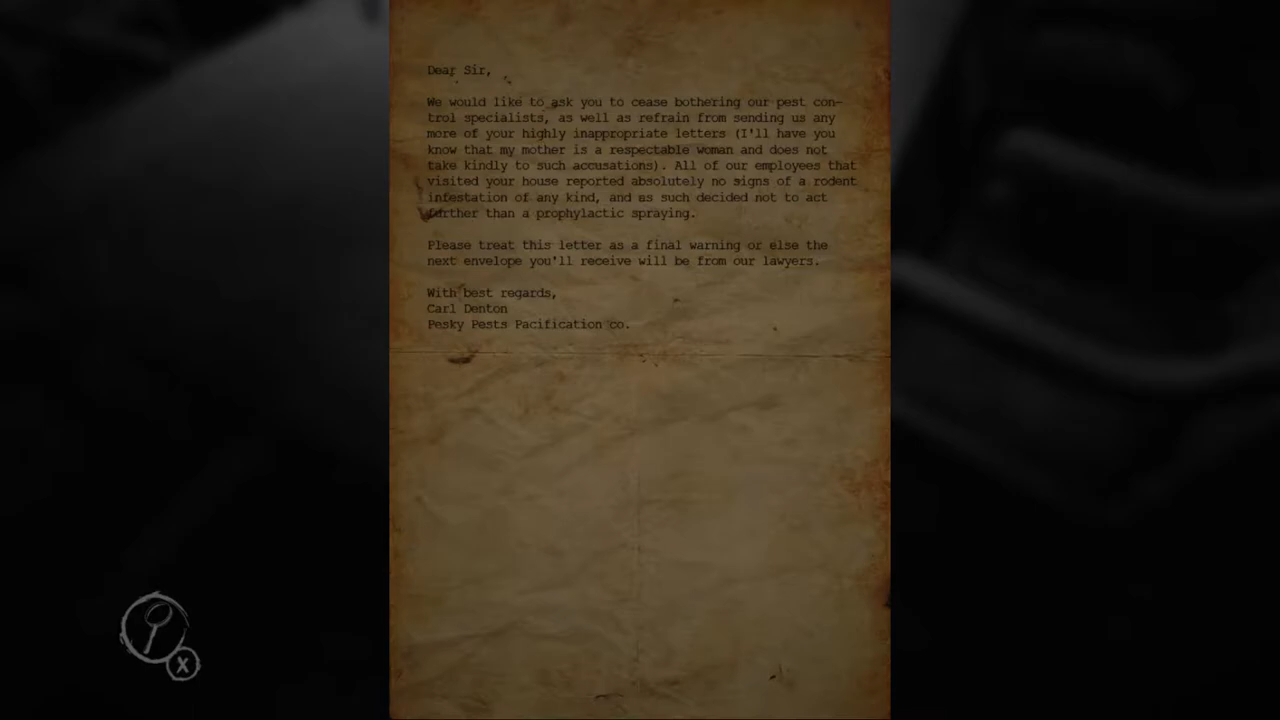 Dear Sir,
We would like to ask you to cease bothering our pest con-
trol specialists, as well as refrain from sending us any
more of your highly inappropriate letters (I'll have you
know that my mother is a respectable woman and does not
take kindly to such accusations). All of our employees that
visited your house reported absolutely no signs of a rodent
infestation of any kind, and as such decided not to act
further than a prophylactic spraying.
Please treat this letter as a final warning or else the
next envelope you'll receive will be from our lawyers.
With best regards,
Carl Denton
Pesky Pests Pacification co.
X